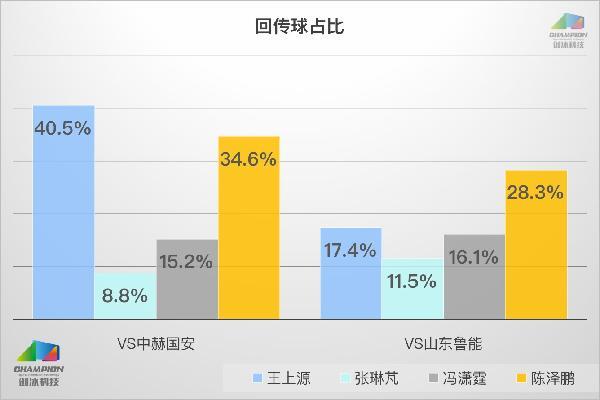 回传球占比
CHAMPION
创冰科技
40.5%
8.8%
15.2%
34.6%
17.4%
11.5%
16.1%
28.3%
VS中赫国安
VS山东鲁能
CHAMPION
创冰科技
王上源
张琳芃
冯潇霆
陈泽鹏